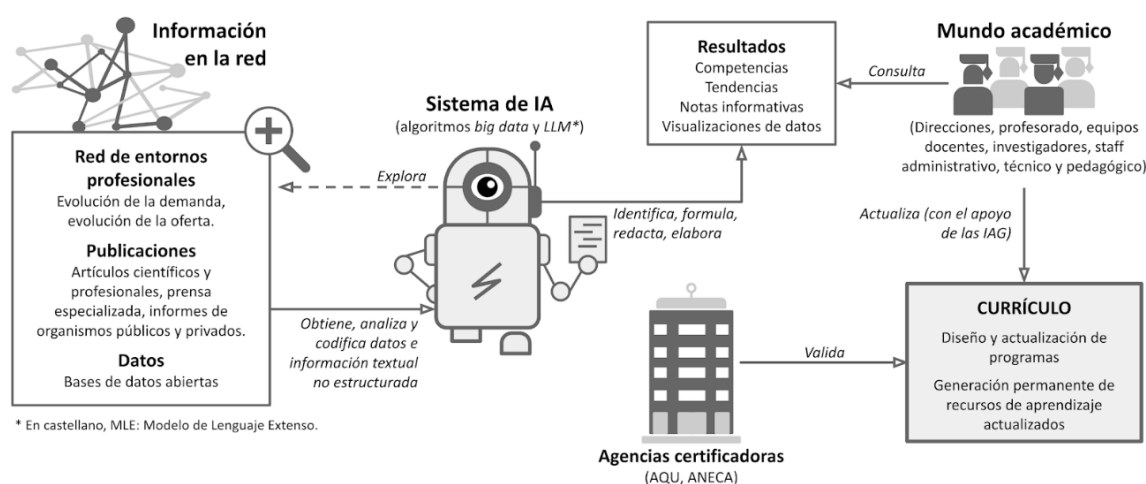 Información
en la red
Red de entornos
profesionales
Evolución de la demanda,
evolución de la oferta.
Publicaciones
Artículos científicos y
profesionales, prensa
especializada, informes de
organismos públicos y privados.
Datos
Bases de datos abiertas
* En castellano, MLE: Modelo de Lenguaje Extenso.
Explora
Obtiene, analiza y
codifica datos e
información textual
no estructurada
Sistema de IA
(algoritmos big data y LLM*)
Identifica, formula,
redacta, elabora
Resultados
Competencias
Tendencias
Notas informativas
Visualizaciones de datos
Consulta
Mundo académico
(Direcciones, profesorado, equipos
docentes, investigadores, staff
administrativo, técnico y pedagógico)
Actualiza (con el apoyo
de las IAG)
CURRÍCULO
Diseño y actualización de
programas
Generación permanente de
recursos de aprendizaje
actualizados
Valida
Agencias certificadoras
(AQU, ANECA)